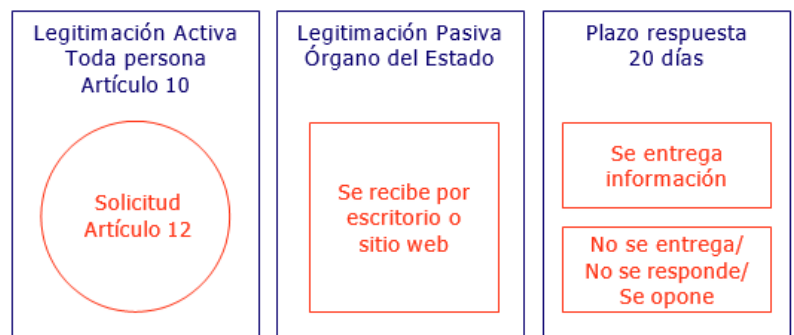 Legitimación Activa
Toda persona
Artículo 10
Solicitud
Artículo 12
Legitimación Pasiva
Órgano del Estado
Se recibe por
escritorio o
sitio web
Plazo respuesta
20 días
Se entrega
información
No se entrega/
No se responde/
Se opone